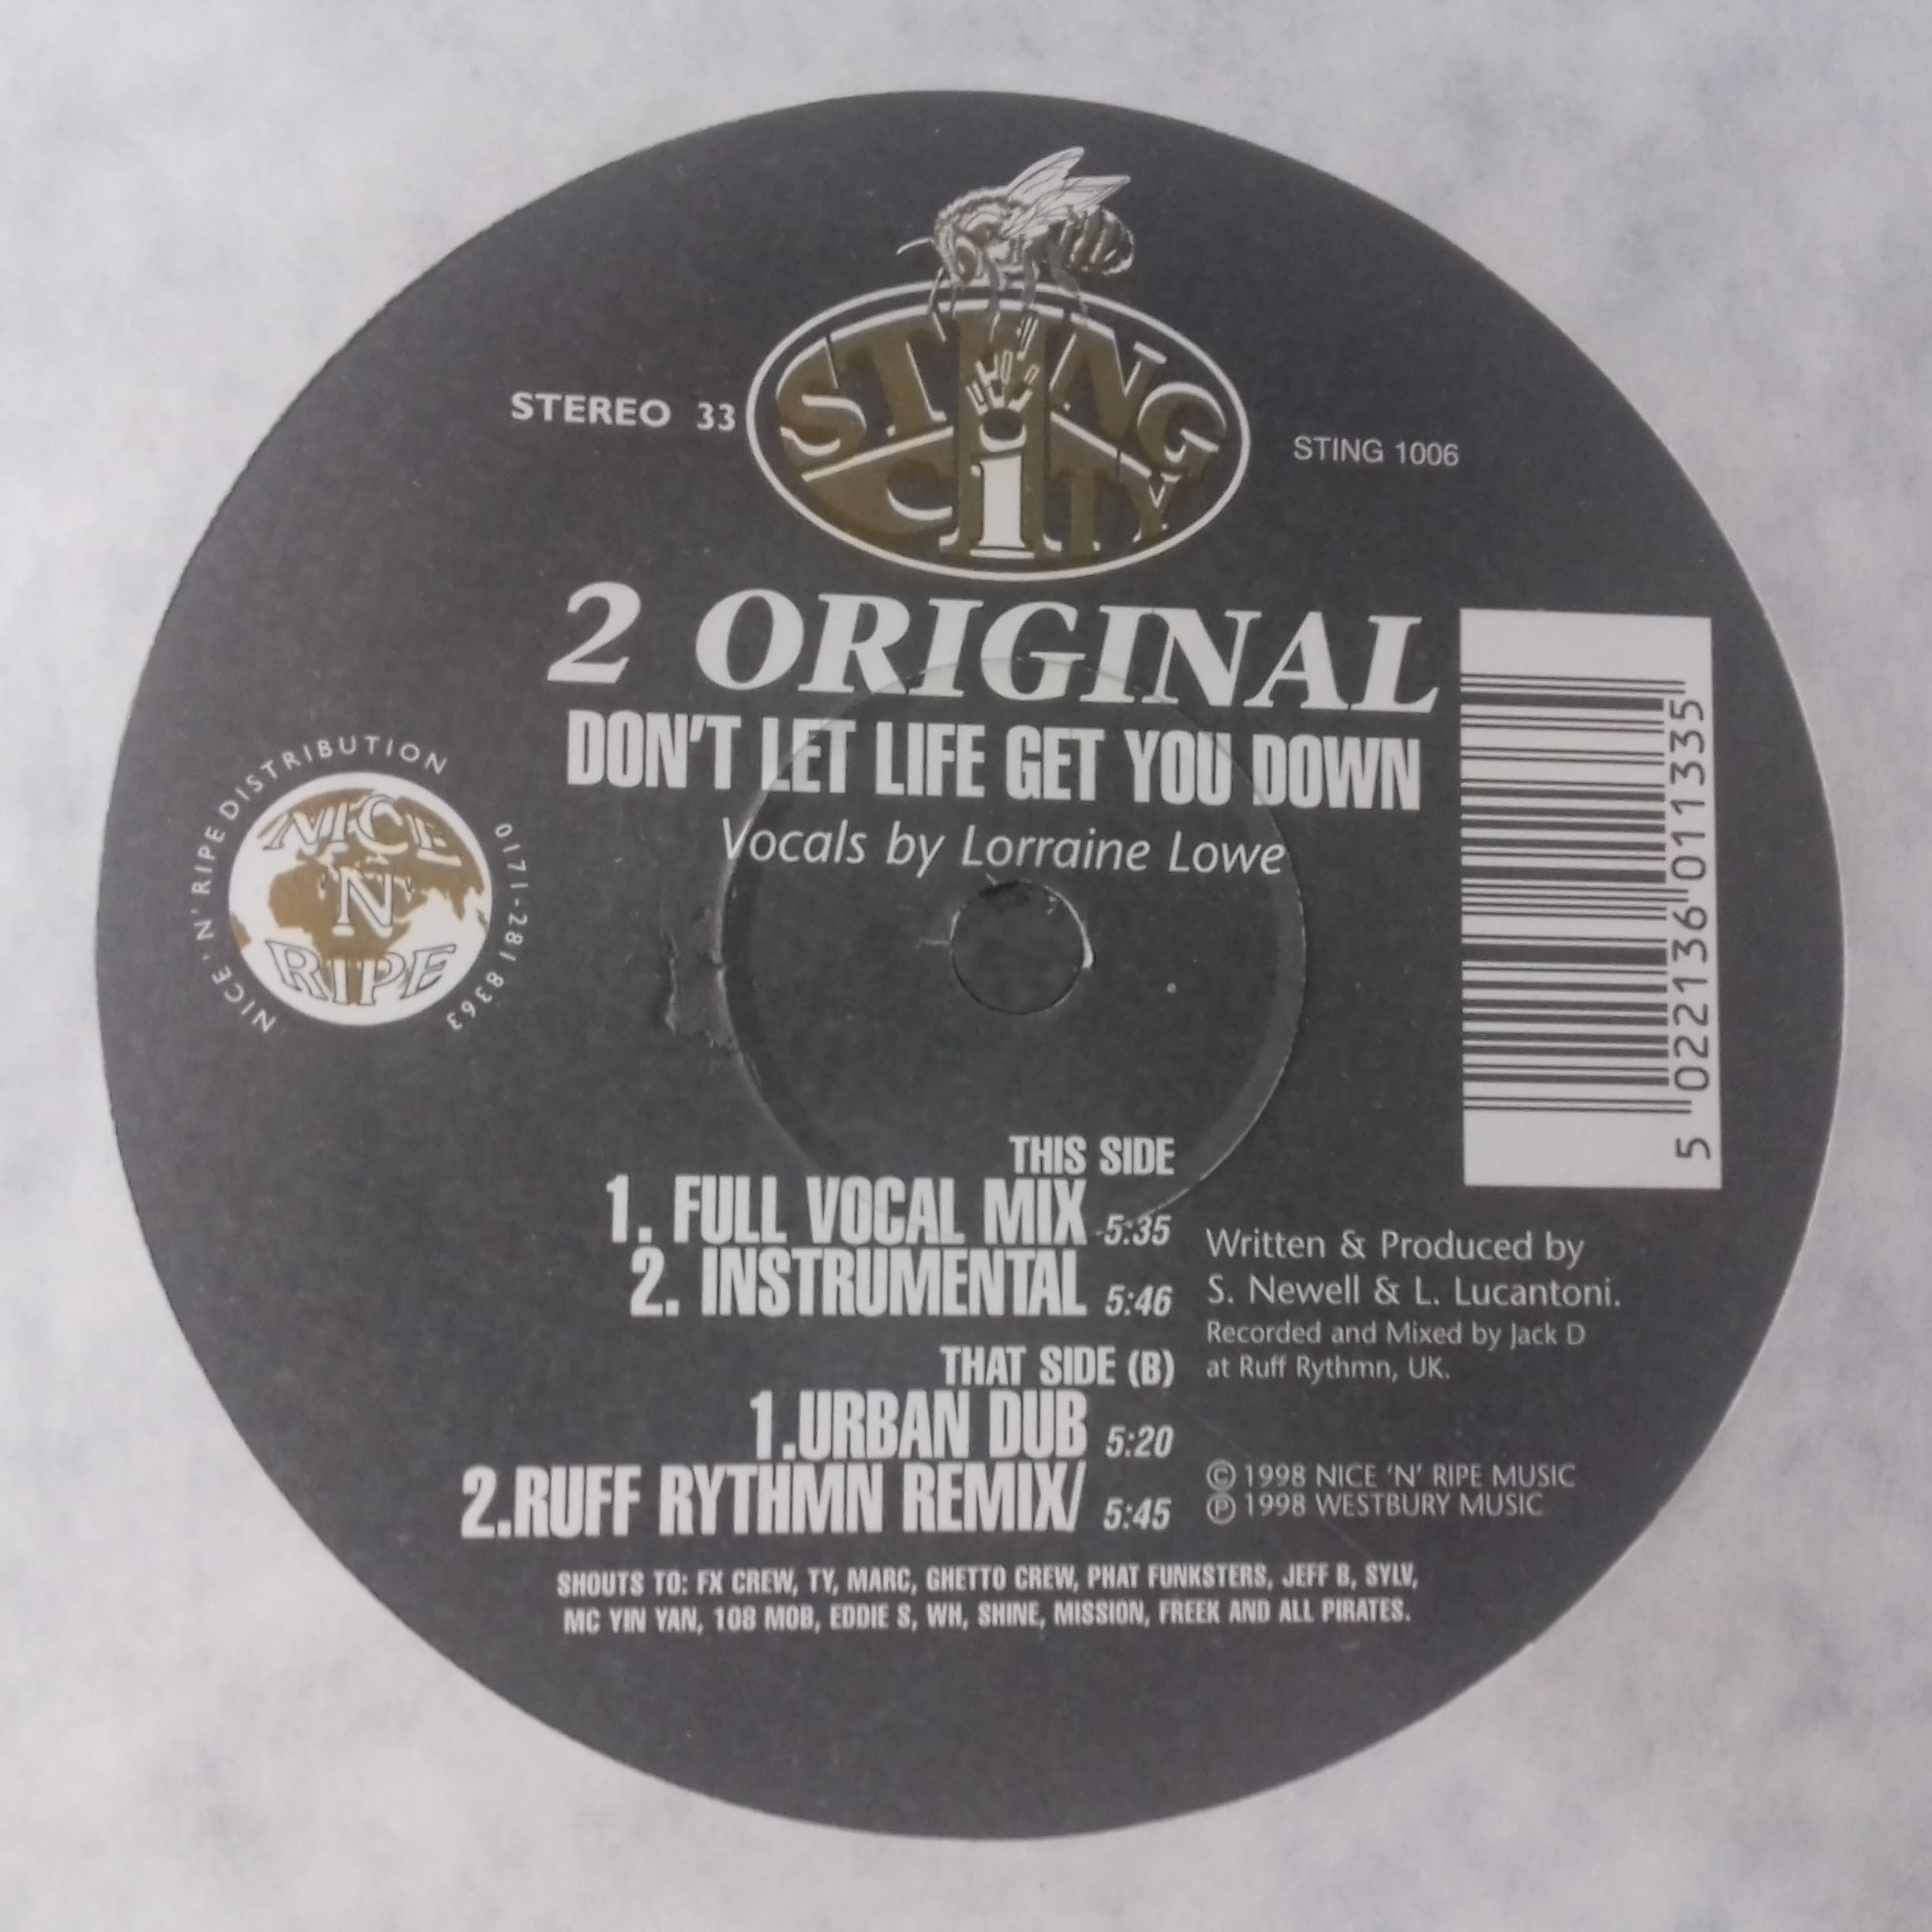 STING CITY
STEREO 33
STING 1006
2 ORIGINAL
DON'T LET LIFE GET YOU DOWN
Vocals by Lorraine Lowe
NICE 'N' RIPE DISTRIBUTION 0171-281 8363
NICE
'N'
RIPE
5 022136 011335
THIS SIDE
1. FULL VOCAL MIX 5:35
2. INSTRUMENTAL 5:46
THAT SIDE (B)
1.URBAN DUB 5:20
2.RUFF RYTHMN REMIX/ 5:45
Written & Produced by
S. Newell & L. Lucantoni.
Recorded and Mixed by Jack D
at Ruff Rythmn, UK.
© 1998 NICE 'N' RIPE MUSIC
℗ 1998 WESTBURY MUSIC
SHOUTS TO: FX CREW, TY, MARC, GHETTO CREW, PHAT FUNKSTERS, JEFF B, SYLV,
MC YIN YAN, 108 MOB, EDDIE S, WH, SHINE, MISSION, FREEK AND ALL PIRATES.